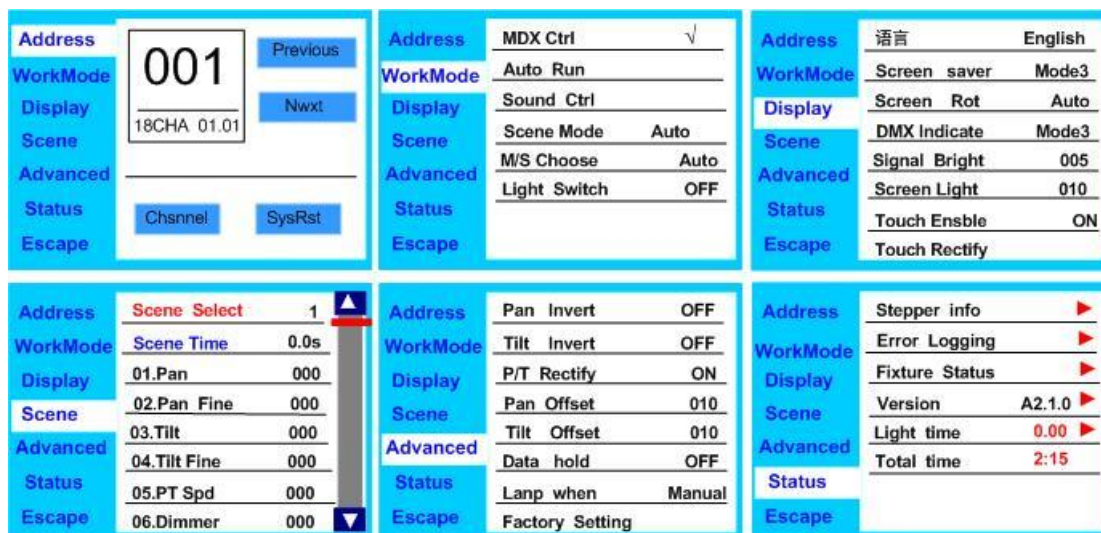 Address
WorkMode
Display
Scene
Advanced
Status
Escape
001
18CHA 01.01
Previous
Nwxt
Chsnnel
SysRst
Address
WorkMode
Display
Scene
Advanced
Status
Escape
MDX Ctrl √
Auto Run
Sound Ctrl
Scene Mode Auto
M/S Choose Auto
Light Switch OFF
Address
WorkMode
Display
Scene
Advanced
Status
Escape
语言 English
Screen saver Mode3
Screen Rot Auto
DMX Indicate Mode3
Signal Bright 005
Screen Light 010
Touch Ensble ON
Touch Rectify
Address
WorkMode
Display
Scene
Advanced
Status
Escape
Scene Select 1
Scene Time 0.0s
01.Pan 000
02.Pan Fine 000
03.Tilt 000
04.Tilt Fine 000
05.PT Spd 000
06.Dimmer 000
Address
WorkMode
Display
Scene
Advanced
Status
Escape
Pan Invert OFF
Tilt Invert OFF
P/T Rectify ON
Pan Offset 010
Tilt Offset 010
Data hold OFF
Lanp when Manual
Factory Setting
Address
WorkMode
Display
Scene
Advanced
Status
Escape
Stepper info
Error Logging
Fixture Status
Version A2.1.0
Light time 0.00
Total time 2:15